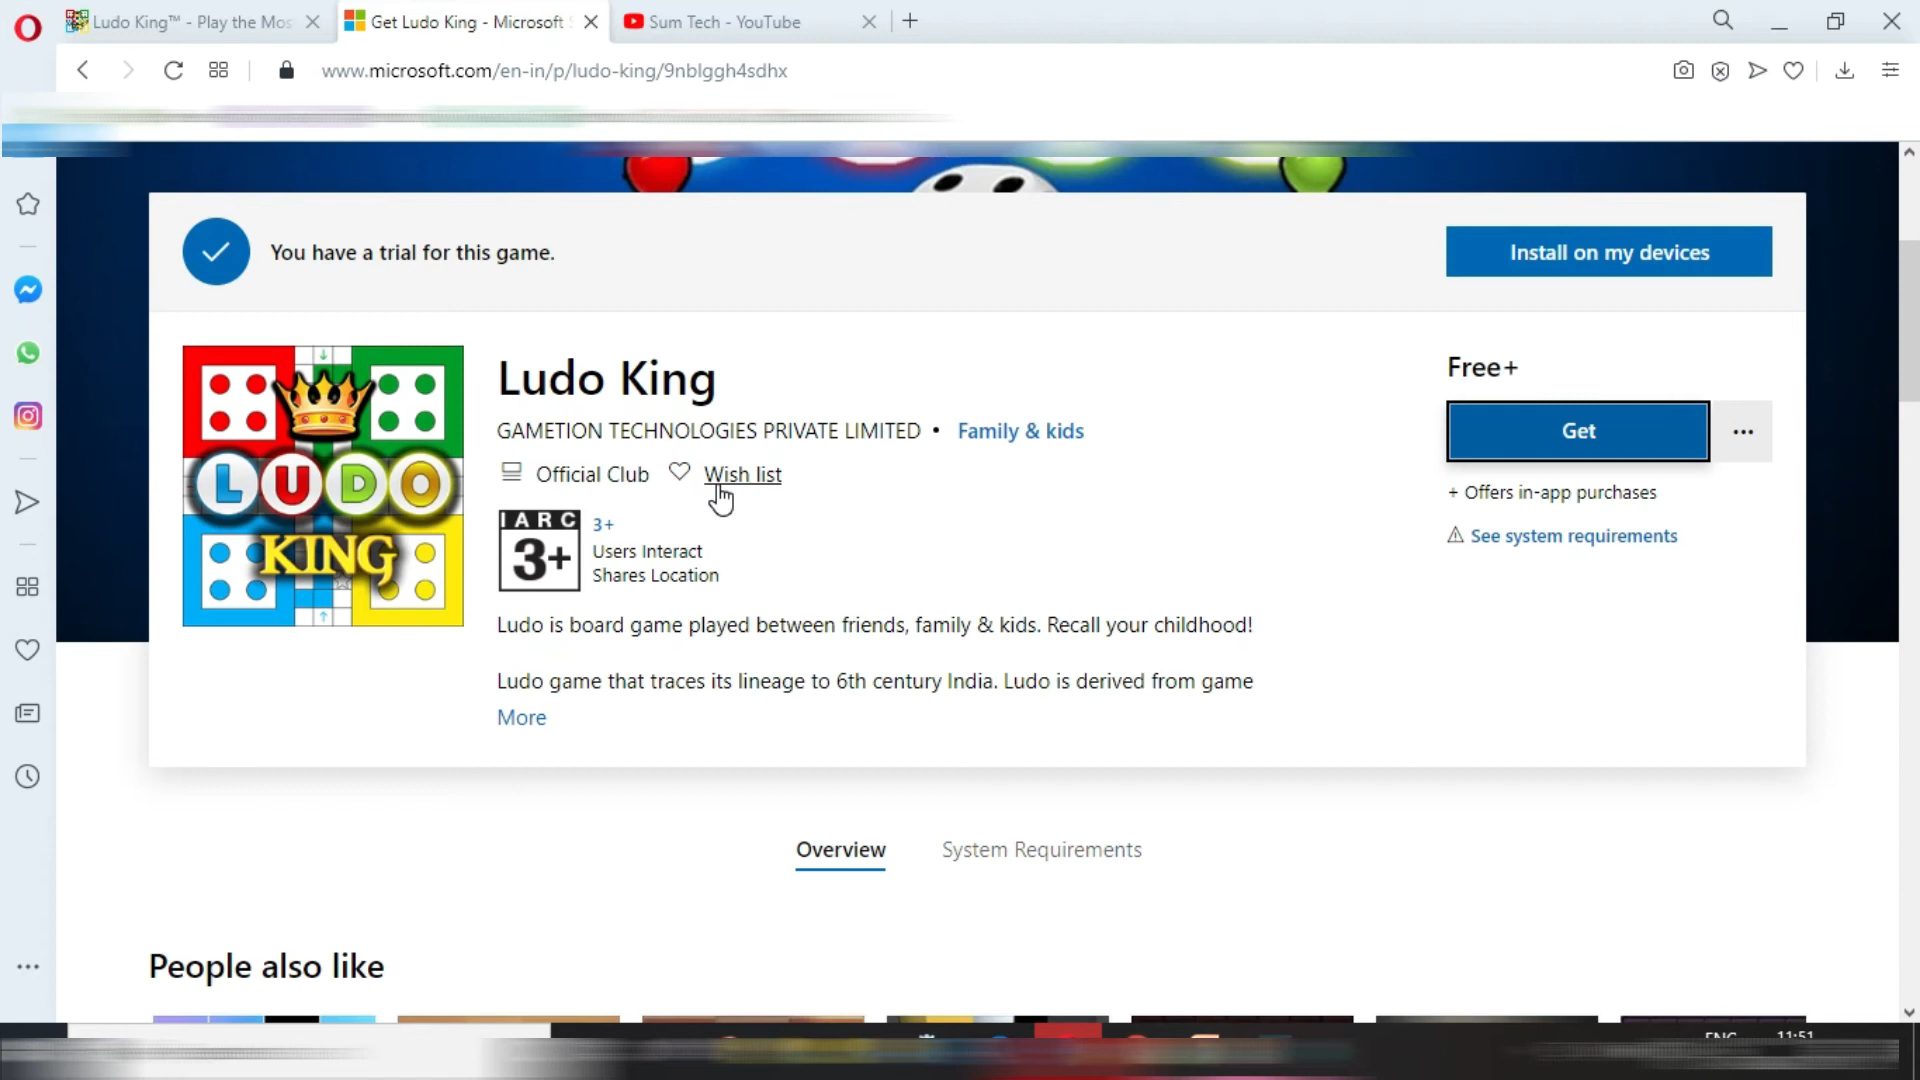 Ludo King™ - Play the Mos
Get Ludo King - Microsoft S
Sum Tech - YouTube
www.microsoft.com/en-in/p/ludo-king/9nblggh4sdhx
You have a trial for this game.
Install on my devices
LUDO
KING
Ludo King
GAMETION TECHNOLOGIES PRIVATE LIMITED • Family & kids
Official Club
Wish list
IARC
3+
3+
Users Interact
Shares Location
Ludo is board game played between friends, family & kids. Recall your childhood!
Ludo game that traces its lineage to 6th century India. Ludo is derived from game
More
Free+
Get
+ Offers in-app purchases
See system requirements
Overview
System Requirements
People also like
ENG
11:51